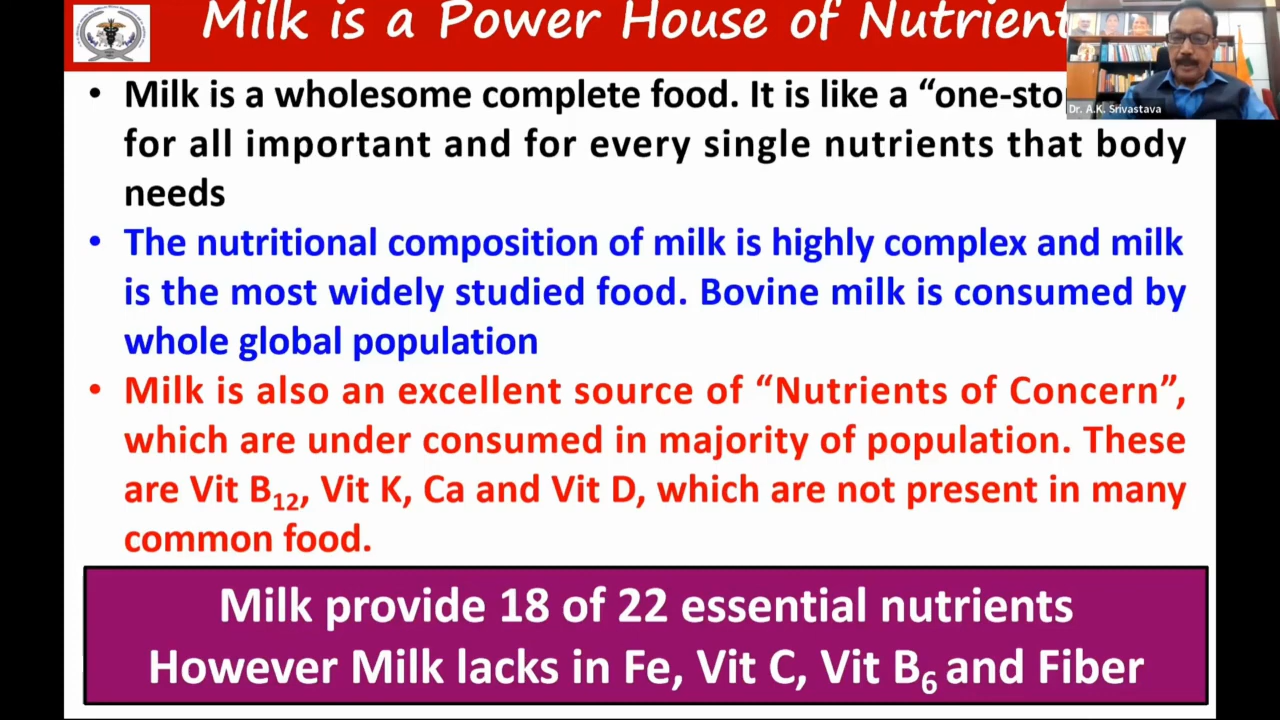 Milk is a Power House of Nutrient
Dr. A.K. Srivastava
• Milk is a wholesome complete food. It is like a “one-sto
for all important and for every single nutrients that body
needs
• The nutritional composition of milk is highly complex and milk
is the most widely studied food. Bovine milk is consumed by
whole global population
• Milk is also an excellent source of “Nutrients of Concern”,
which are under consumed in majority of population. These
are Vit B₁₂, Vit K, Ca and Vit D, which are not present in many
common food.
Milk provide 18 of 22 essential nutrients
However Milk lacks in Fe, Vit C, Vit B₆ and Fiber